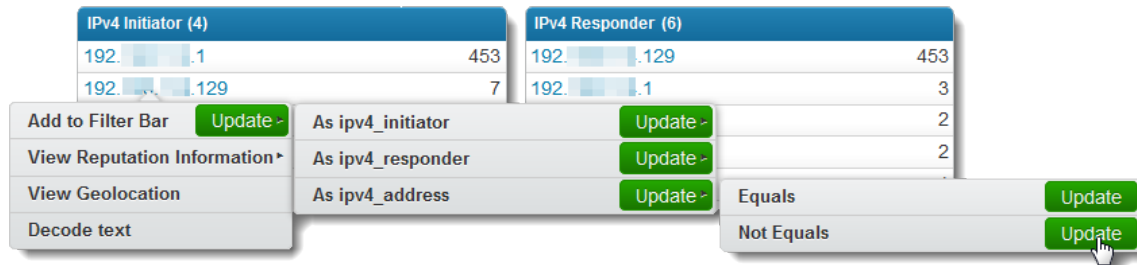 IPv4 Initiator (4)
192. .1 453
192. .129 7
IPv4 Responder (6)
192. .129 453
192. .1 3
2
2
Add to Filter Bar Update
View Reputation Information
View Geolocation
Decode text
As ipv4_initiator Update
As ipv4_responder Update
As ipv4_address Update
Equals Update
Not Equals Update